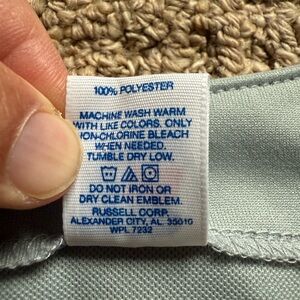 100% POLYESTER
MACHINE WASH WARM
WITH LIKE COLORS. ONLY
NON-CHLORINE BLEACH
WHEN NEEDED.
TUMBLE DRY LOW.
DO NOT IRON OR
DRY CLEAN EMBLEM.
RUSSELL CORP.
ALEXANDER CITY, AL. 35010
WPL 7232